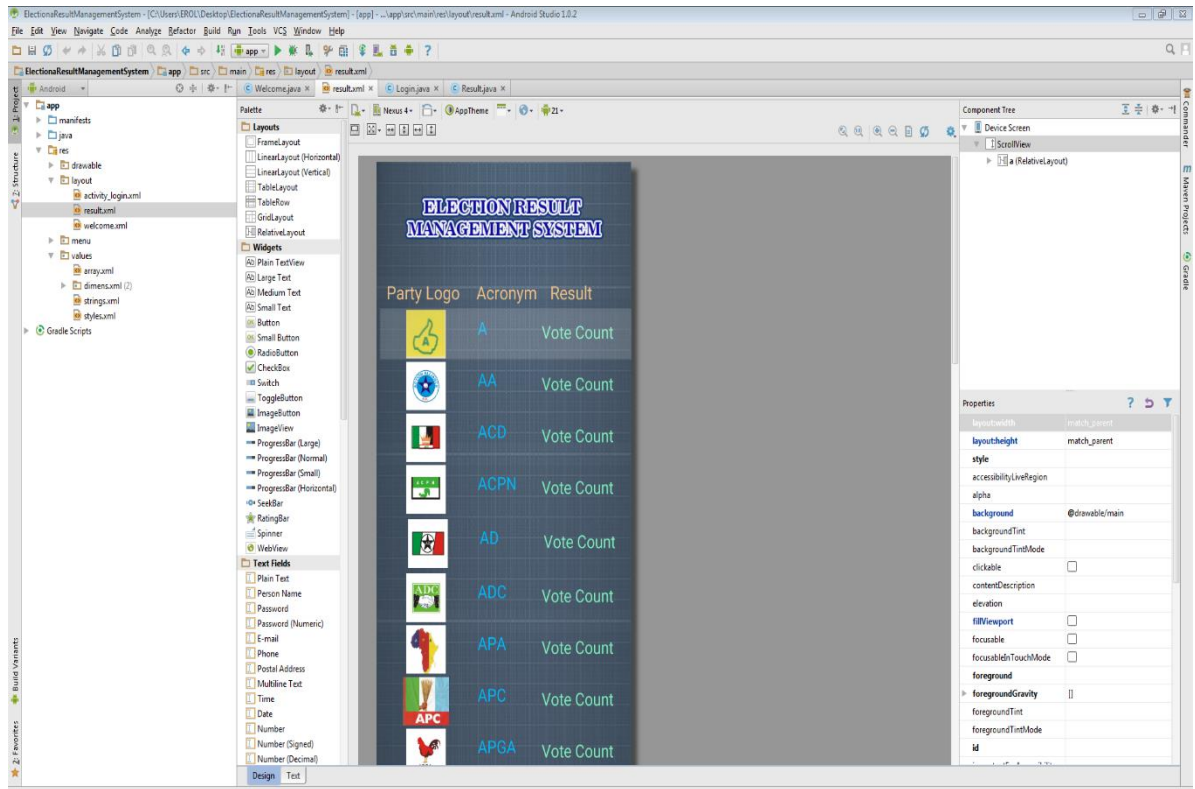 ElectionaResultManagementSystem - [C:\Users\EROL\Desktop\ElectionaResultManagementSystem] - [app] - ...\app\src\main\res\layout\result.xml - Android Studio 1.0.2
File Edit View Navigate Code Analyze Refactor Build Run Tools VCS Window Help
app
ElectionaResultManagementSystem app src main res layout result.xml
Android
Welcome.java result.xml Login.java Result.java
1: Project
2: Structure
Build Variants
2: Favorites
app
manifests
java
res
drawable
layout
activity_login.xml
result.xml
welcome.xml
menu
values
array.xml
dimens.xml (2)
strings.xml
styles.xml
Gradle Scripts
Palette
Layouts
FrameLayout
LinearLayout (Horizontal)
LinearLayout (Vertical)
TableLayout
TableRow
GridLayout
RelativeLayout
Widgets
Plain TextView
Large Text
Medium Text
Small Text
Button
Small Button
RadioButton
CheckBox
Switch
ToggleButton
ImageButton
ImageView
ProgressBar (Large)
ProgressBar (Normal)
ProgressBar (Small)
ProgressBar (Horizontal)
SeekBar
RatingBar
Spinner
WebView
Text Fields
Plain Text
Person Name
Password
Password (Numeric)
E-mail
Phone
Postal Address
Multiline Text
Time
Date
Number
Number (Signed)
Number (Decimal)
Design Text
Nexus 4 AppTheme 21
ELECTION RESULT
MANAGEMENT SYSTEM
Party Logo Acronym Result
A A Vote Count
AA Vote Count
ACD Vote Count
ACPN Vote Count
AD Vote Count
ADC ADC Vote Count
APA Vote Count
APC APC Vote Count
APGA Vote Count
Component Tree
Device Screen
ScrollView
a (RelativeLayout)
Properties
layout:width match_parent
layout:height match_parent
style
accessibilityLiveRegion
alpha
background @drawable/main
backgroundTint
backgroundTintMode
clickable
contentDescription
elevation
fillViewport
focusable
focusableInTouchMode
foreground
foregroundGravity []
foregroundTint
foregroundTintMode
id
Commander
Maven Projects
Gradle